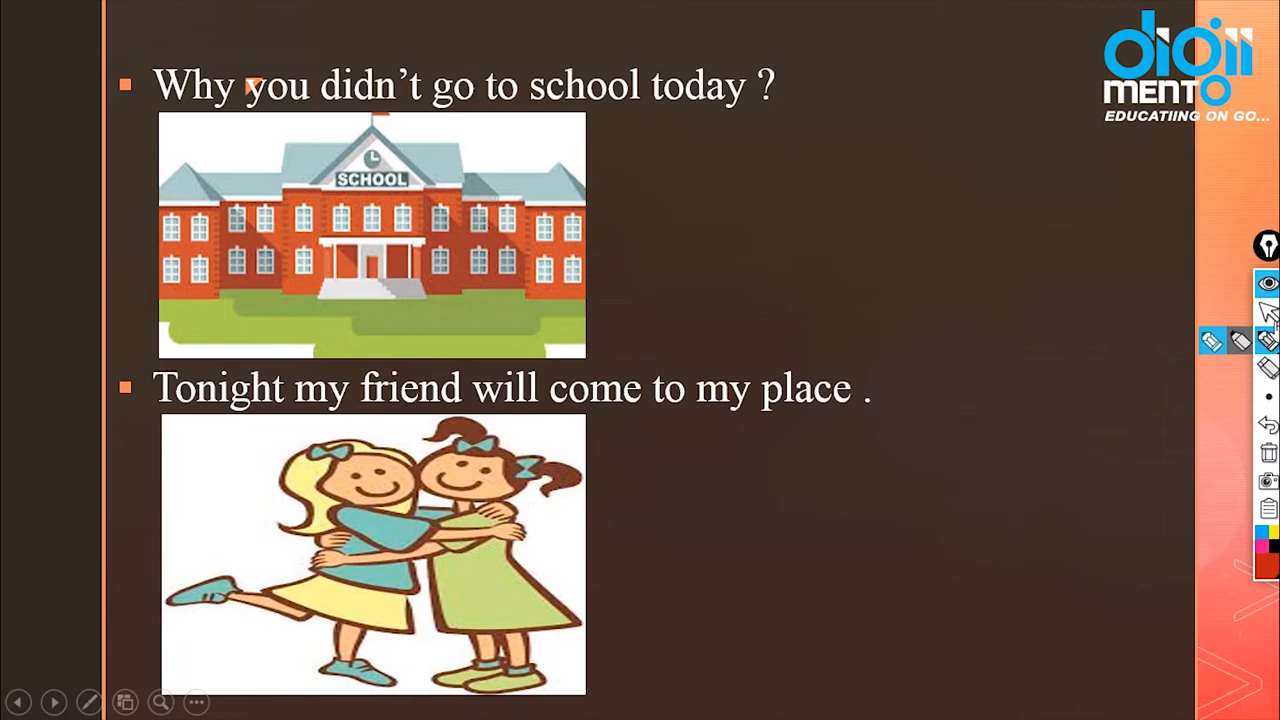 Why you didn’t go to school today ?
SCHOOL
Tonight my friend will come to my place .
digii
MENTO
EDUCATIING ON GO...